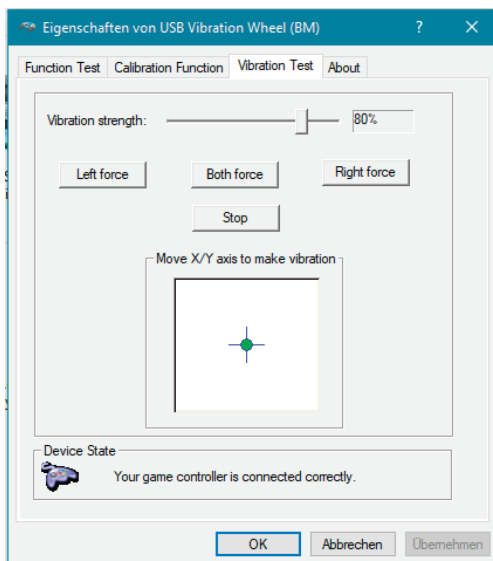 Eigenschaften von USB Vibration Wheel (BM)
Function Test Calibration Function Vibration Test About
Vibration strength: 80%
Left force Both force Right force
Stop
Move X/Y axis to make vibration
Device State
Your game controller is connected correctly.
OK Abbrechen Übernehmen